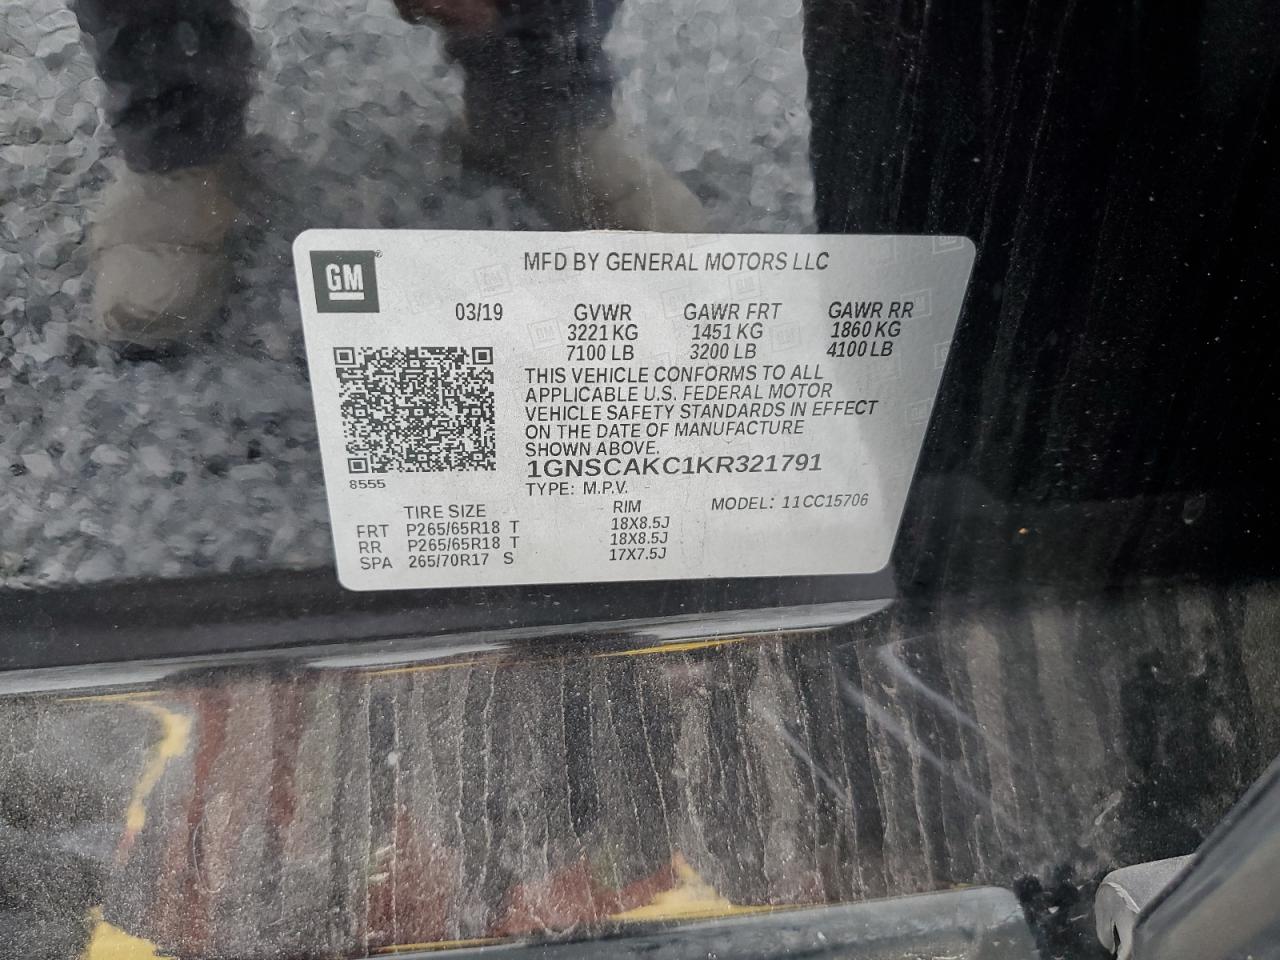 GM
MFD BY GENERAL MOTORS LLC
03/19 GVWR GAWR FRT GAWR RR
3221 KG 1451 KG 1860 KG
7100 LB 3200 LB 4100 LB
THIS VEHICLE CONFORMS TO ALL
APPLICABLE U.S. FEDERAL MOTOR
VEHICLE SAFETY STANDARDS IN EFFECT
ON THE DATE OF MANUFACTURE
SHOWN ABOVE.
1GNSCAKC1KR321791
8555
TYPE: M.P.V.
TIRE SIZE RIM MODEL: 11CC15706
FRT P265/65R18 T 18X8.5J
RR P265/65R18 T 18X8.5J
SPA 265/70R17 S 17X7.5J